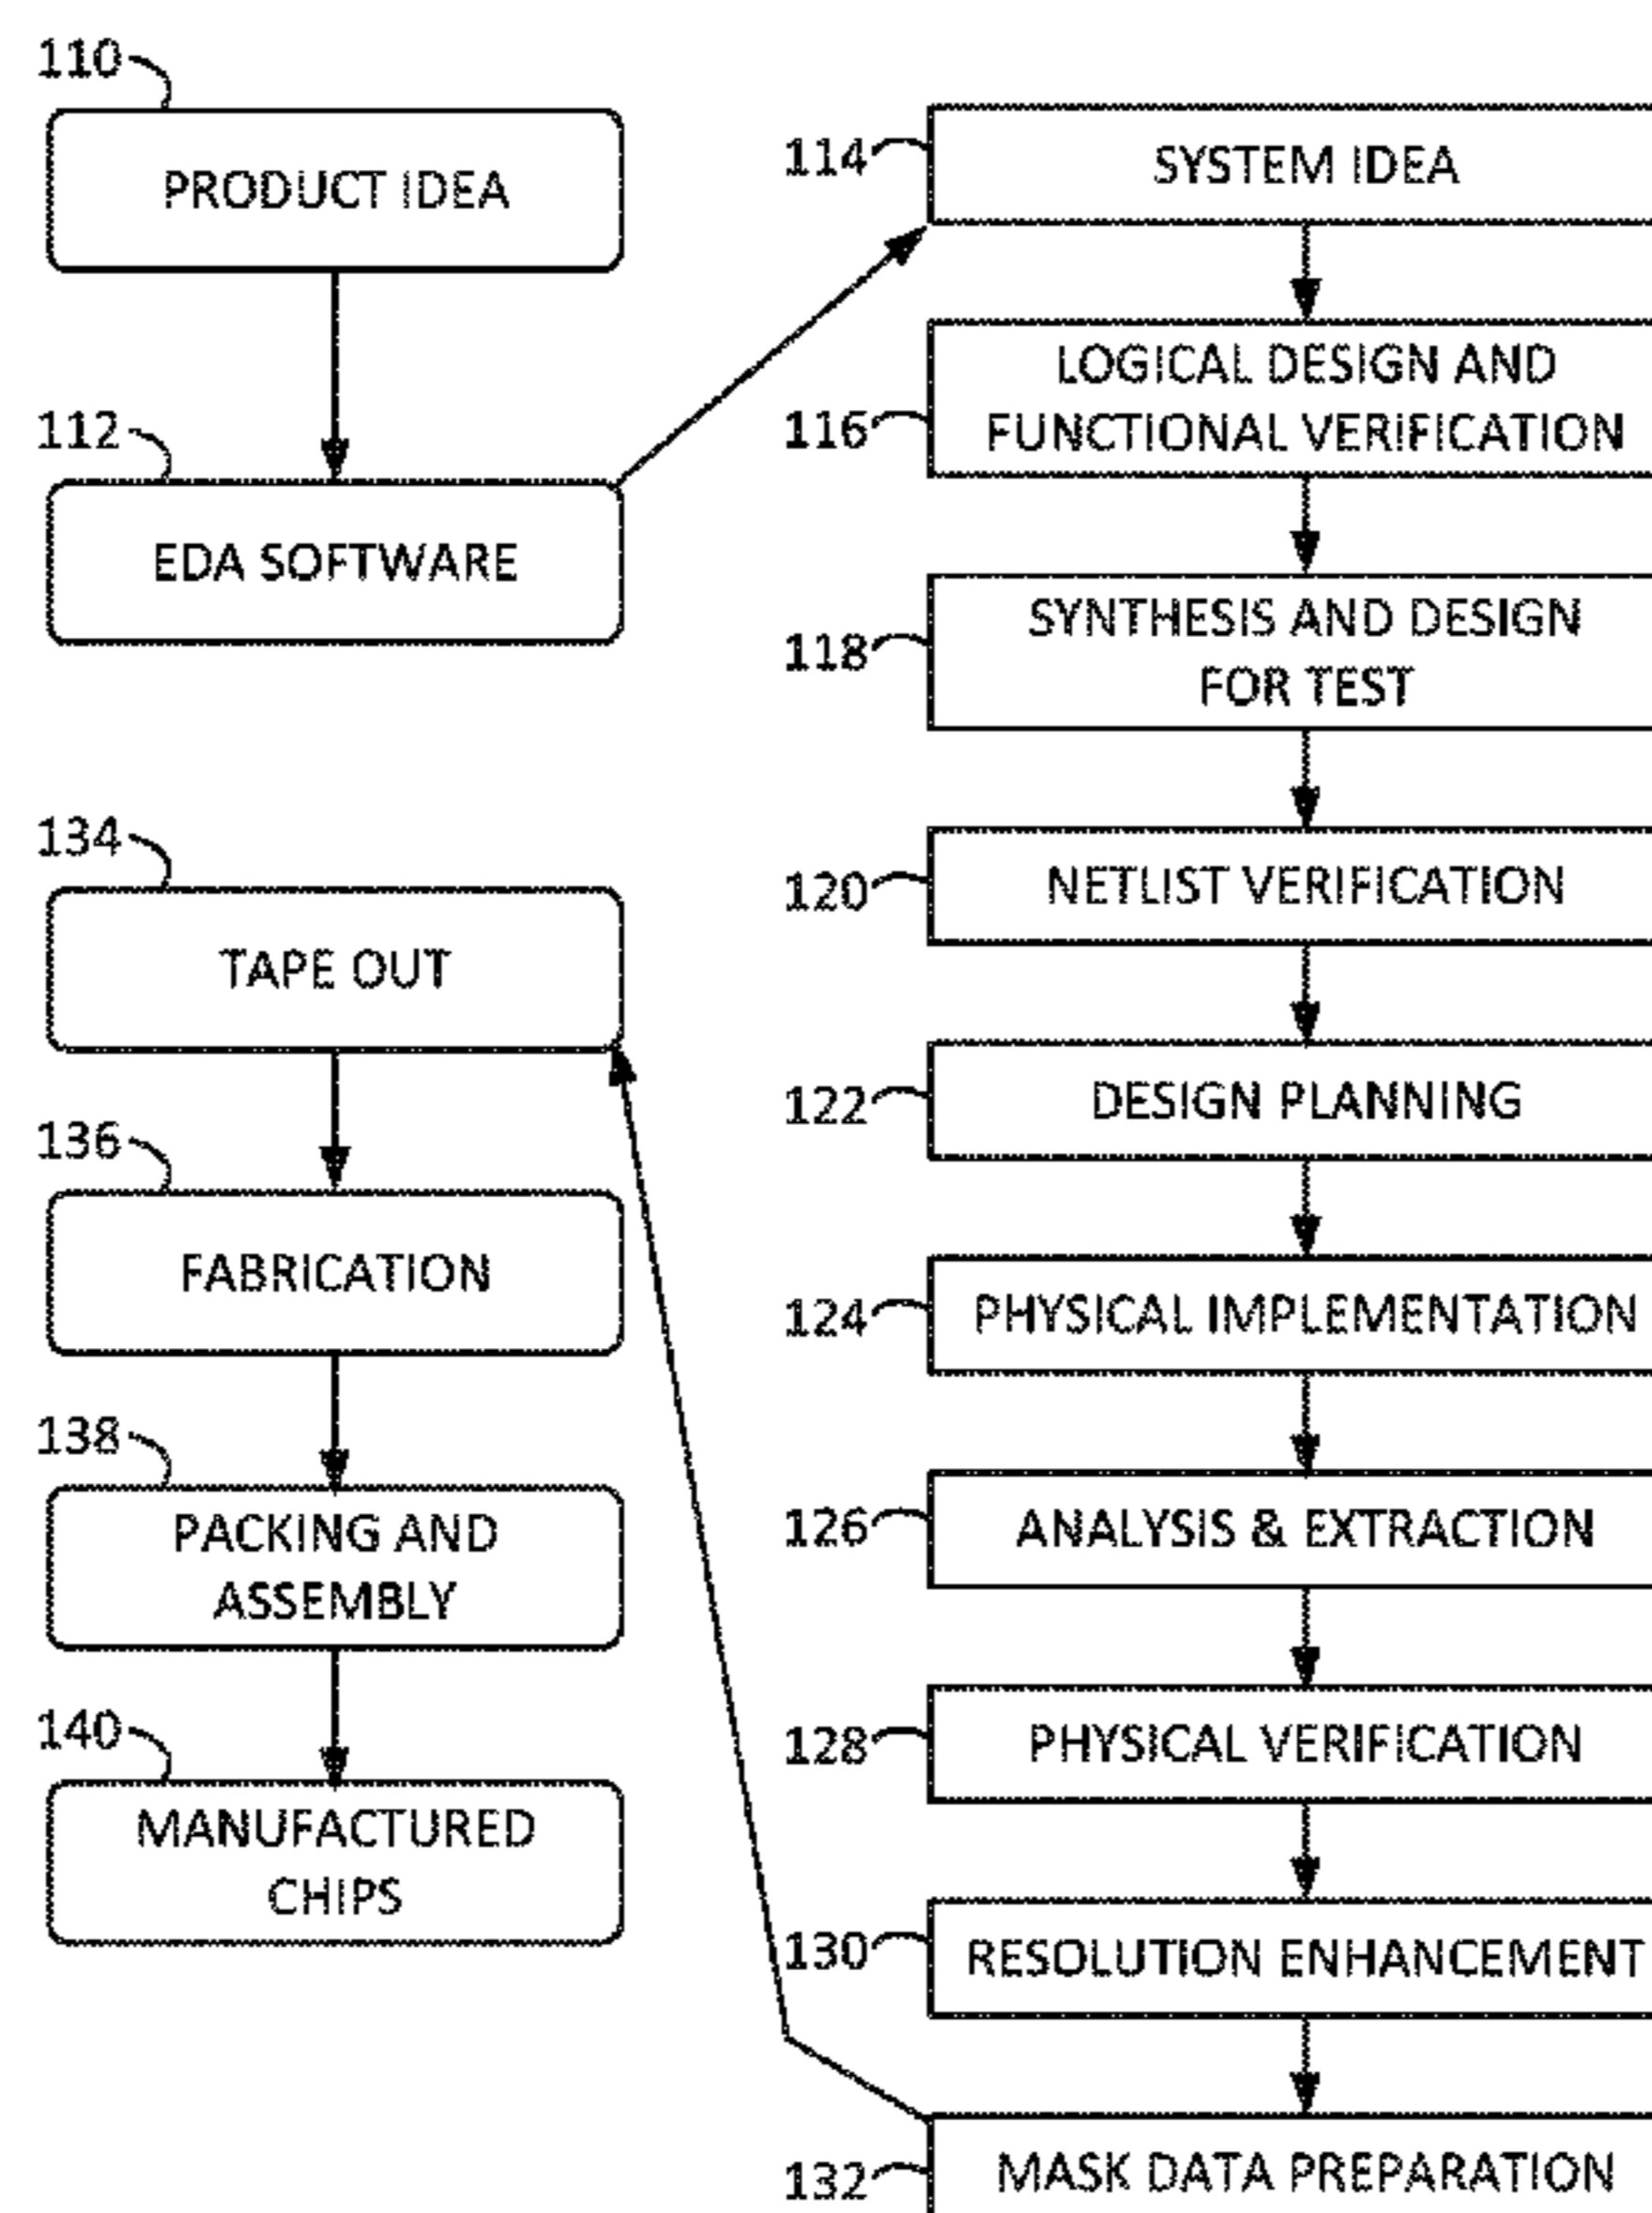 110
PRODUCT IDEA
112
EDA SOFTWARE
114
SYSTEM IDEA
116
LOGICAL DESIGN AND
FUNCTIONAL VERIFICATION
118
SYNTHESIS AND DESIGN
FOR TEST
120
NETLIST VERIFICATION
122
DESIGN PLANNING
124
PHYSICAL IMPLEMENTATION
126
ANALYSIS & EXTRACTION
128
PHYSICAL VERIFICATION
130
RESOLUTION ENHANCEMENT
132
MASK DATA PREPARATION
134
TAPE OUT
136
FABRICATION
138
PACKING AND
ASSEMBLY
140
MANUFACTURED
CHIPS